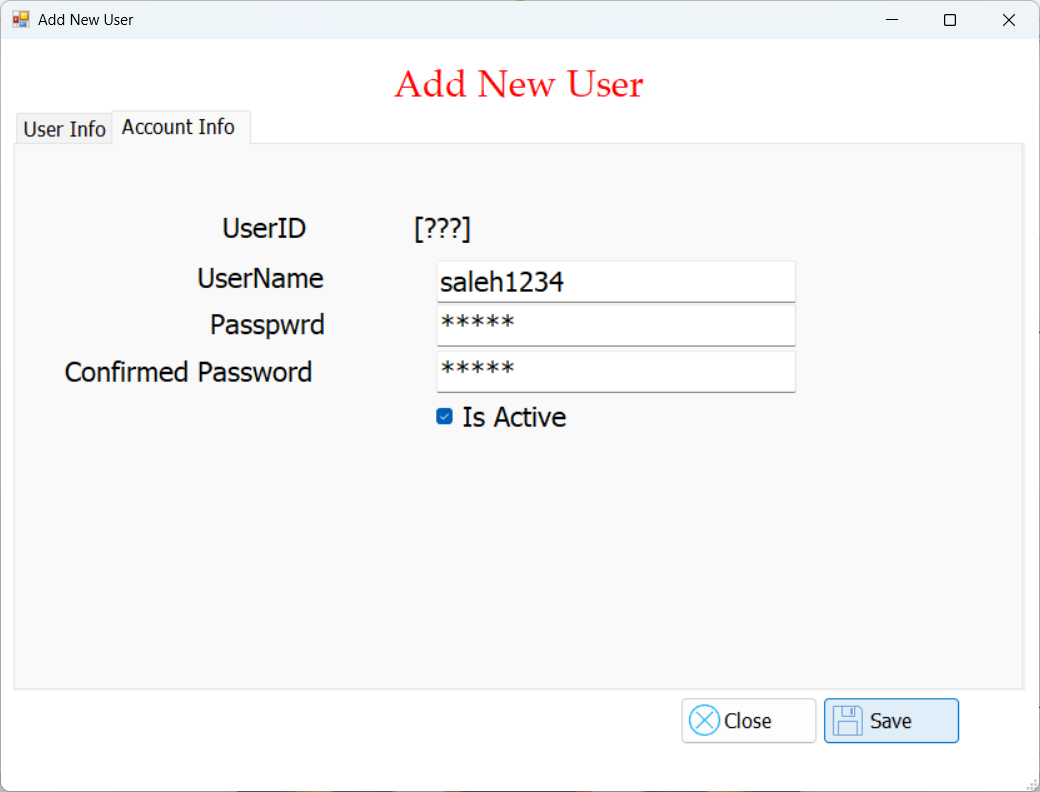 Add New User
Add New User
User Info
Account Info
UserID [???]
UserName saleh1234
Passpwrd *****
Confirmed Password *****
Is Active
Close
Save